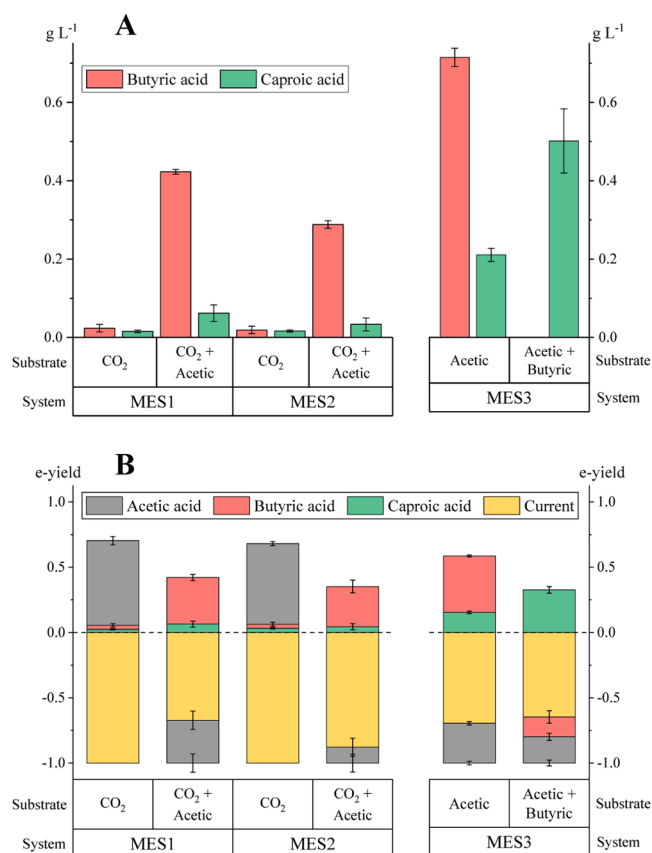 A
g L-1
g L-1
Butyric acid
Caproic acid
0.6
0.6
0.4
0.4
0.2
0.2
0.0
0.0
Substrate
CO2
CO2 + Acetic
CO2
CO2 + Acetic
Acetic
Acetic + Butyric
Substrate
System
MES1
MES2
MES3
System
B
e-yield
e-yield
1.0
Acetic acid
Butyric acid
Caproic acid
Current
1.0
0.5
0.5
0.0
0.0
-0.5
-0.5
-1.0
-1.0
Substrate
CO2
CO2 + Acetic
CO2
CO2 + Acetic
Acetic
Acetic + Butyric
Substrate
System
MES1
MES2
MES3
System